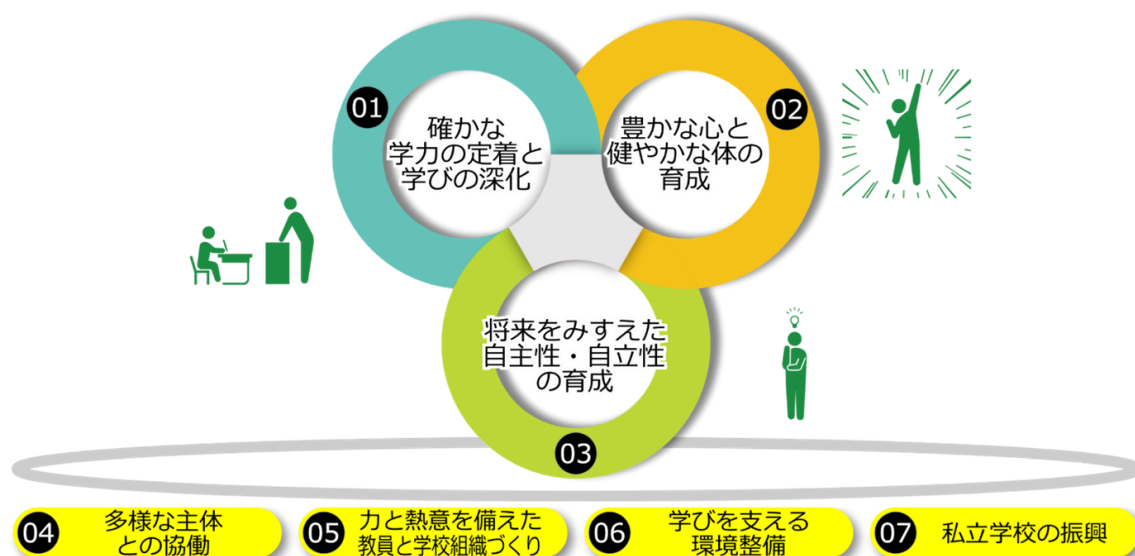 01
確かな
学力の定着と
学びの深化
02
豊かな心と
健やかな体の
育成
将来をみすえた
自主性・自立性
の育成
03
04
多様な主体
との協働
05
力と熱意を備えた
教員と学校組織づくり
06
学びを支える
環境整備
07
私立学校の振興